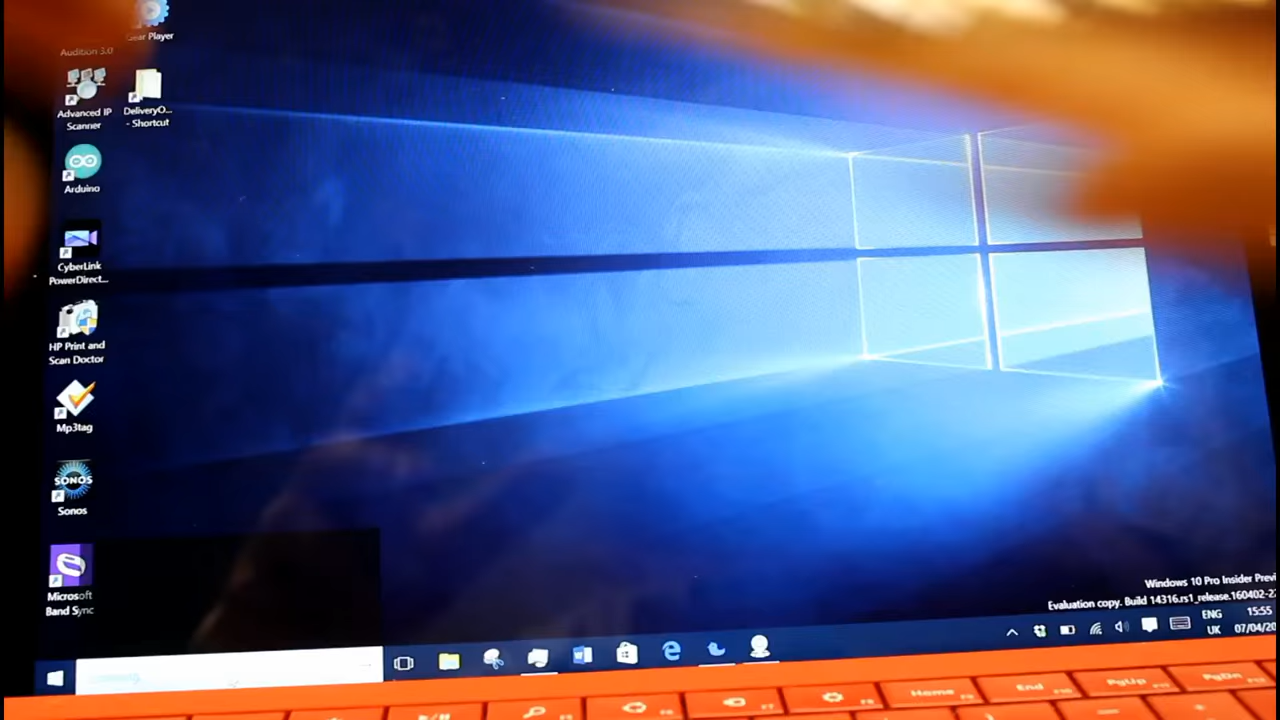 Gear Player
Audition 3.0
Advanced IP
Scanner
DeliveryO...
- Shortcut
Arduino
CyberLink
PowerDirect...
HP Print and
Scan Doctor
Mp3tag
SONOS
Sonos
Microsoft
Band Sync
Windows 10 Pro Insider Previ
Evaluation copy. Build 14316.rs1_release.160402-22
ENG
15:55
UK
07/04/20
Home
End
PgUp
PgDn